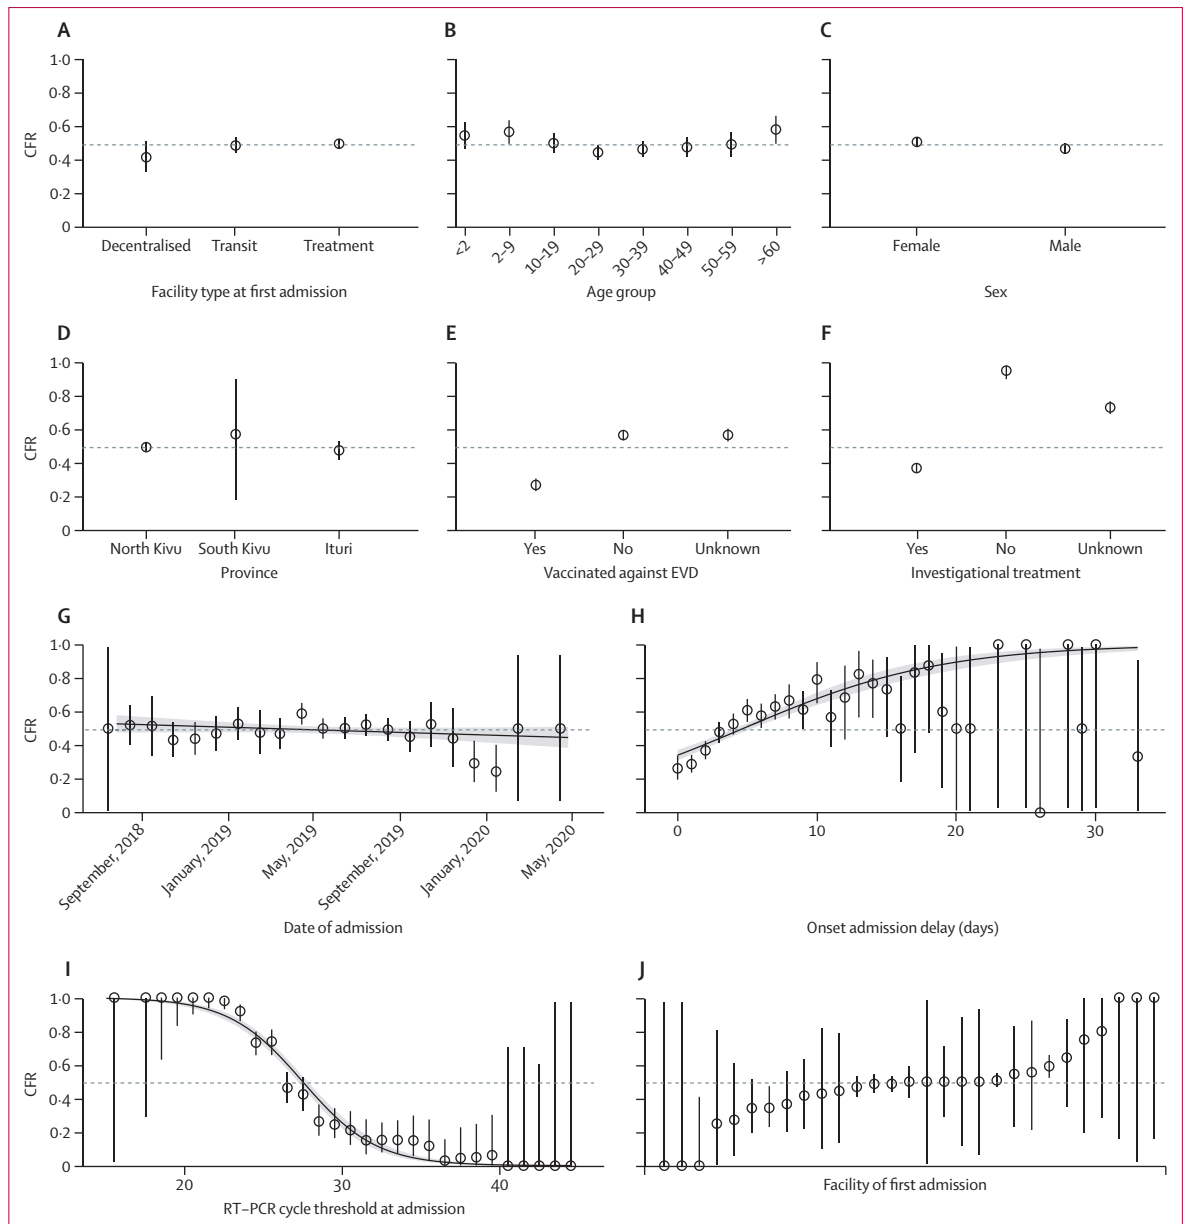 A
B
C
1·0
0·8
0·6
0·4
0·2
0
CFR
Decentralised Transit Treatment
<2 2–9 10–19 20–29 30–39 40–49 50–59 >60
Female Male
Facility type at first admission
Age group
Sex
D
E
F
1·0
0·8
0·6
0·4
0·2
0
CFR
North Kivu South Kivu Ituri
Yes No Unknown
Yes No Unknown
Province
Vaccinated against EVD
Investigational treatment
G
H
1·0
0·8
0·6
0·4
0·2
0
CFR
September, 2018 January, 2019 May, 2019 September, 2019 January, 2020 May, 2020
0 10 20 30
Date of admission
Onset admission delay (days)
I
J
1·0
0·8
0·6
0·4
0·2
0
CFR
20 30 40
RT–PCR cycle threshold at admission
Facility of first admission